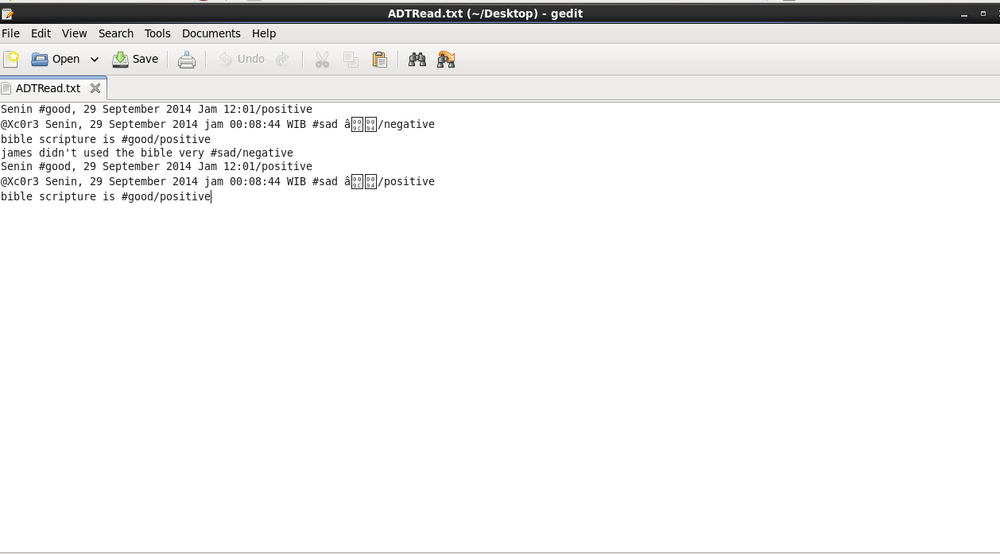 ADTRead.txt (~/Desktop) - gedit
File Edit View Search Tools Documents Help
Open Save Undo
ADTRead.txt
Senin #good, 29 September 2014 Jam 12:01/positive
@Xc0r3 Senin, 29 September 2014 jam 00:08:44 WIB #sad â/negative
bible scripture is #good/positive
james didn't used the bible very #sad/negative
Senin #good, 29 September 2014 Jam 12:01/positive
@Xc0r3 Senin, 29 September 2014 jam 00:08:44 WIB #sad â/positive
bible scripture is #good/positive